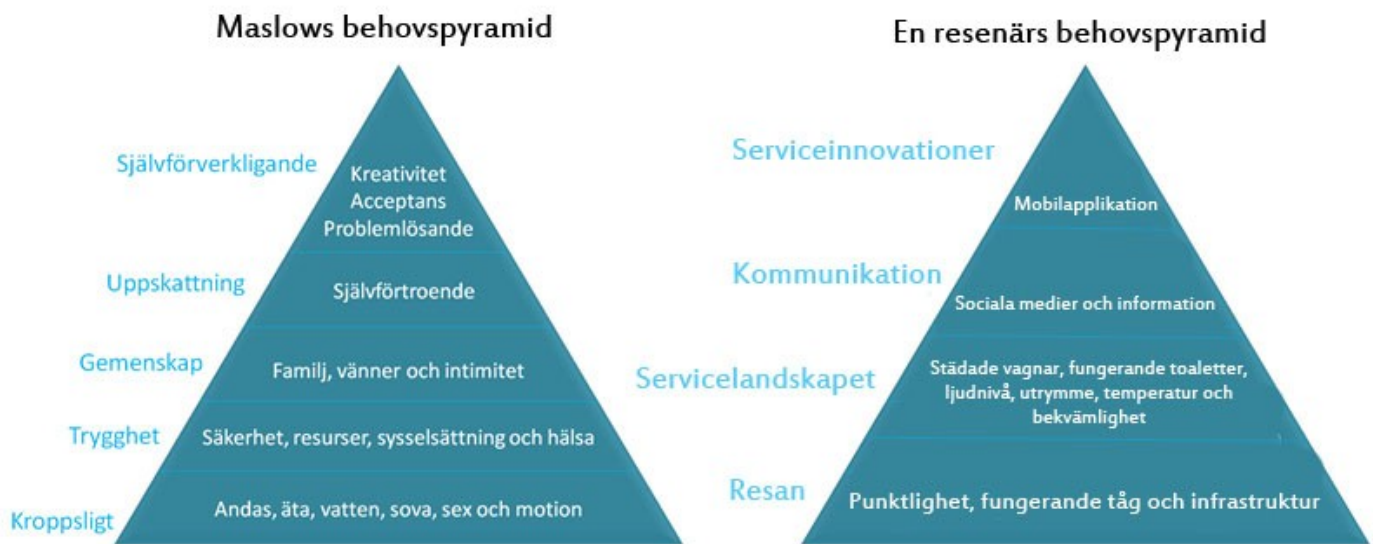 Maslows behovspyramid
Självförverkligande
Kreativitet
Acceptans
Problemlösande
Uppskattning
Självförtroende
Gemenskap
Familj, vänner och intimitet
Trygghet
Säkerhet, resurser, sysselsättning och hälsa
Kroppsligt
Andas, äta, vatten, sova, sex och motion
En resenärs behovspyramid
Serviceinnovationer
Mobilapplikation
Kommunikation
Sociala medier och information
Servicelandskapet
Städade vagnar, fungerande toaletter,
ljudnivå, utrymme, temperatur och
bekvämlighet
Resan
Punktlighet, fungerande tåg och infrastruktur